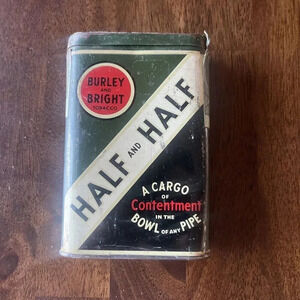 BURLEY
AND
BRIGHT
TOBACCO
HALF AND HALF
A CARGO
OF
Contentment
IN THE
BOWL OF ANY PIPE